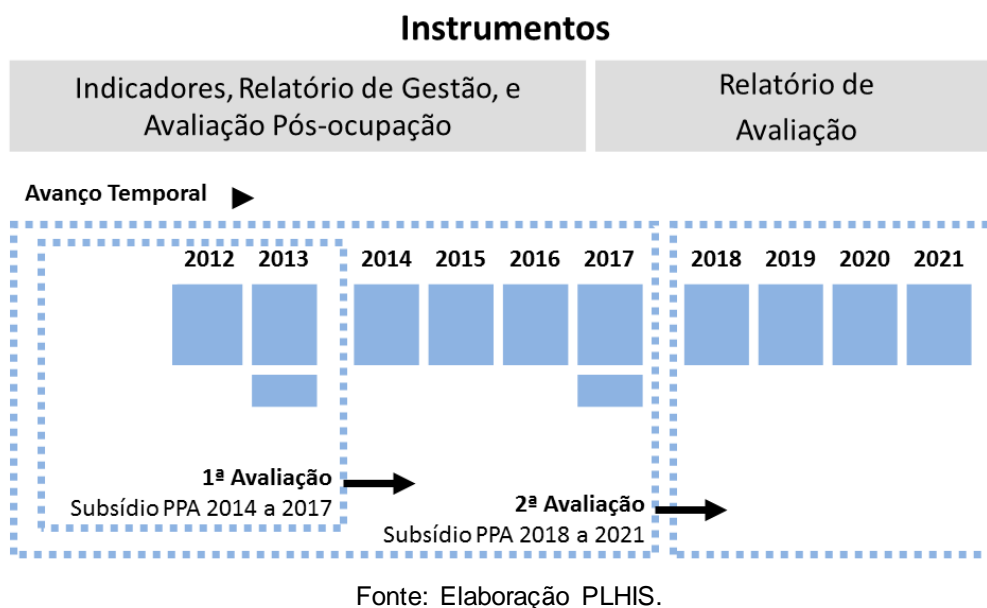 Instrumentos
Indicadores, Relatório de Gestão, e
Avaliação Pós-ocupação
Relatório de
Avaliação
Avanço Temporal
2012 2013 2014 2015 2016 2017 2018 2019 2020 2021
1ª Avaliação
Subsídio PPA 2014 a 2017
2ª Avaliação
Subsídio PPA 2018 a 2021
Fonte: Elaboração PLHIS.